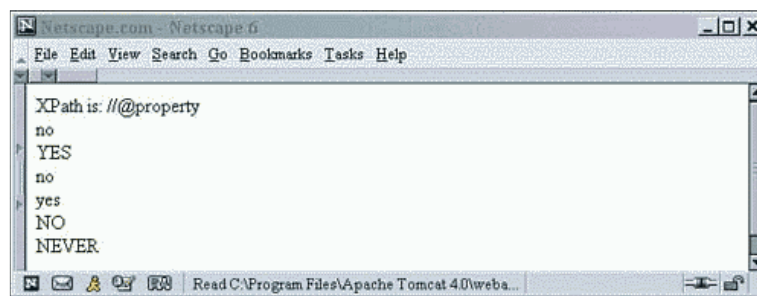 Netscape.com - Netscape 6
File Edit View Search Go Bookmarks Tasks Help
XPath is: //@property
no
YES
no
yes
NO
NEVER
Read C:\Program Files\Apache Tomcat 4.0\weba...